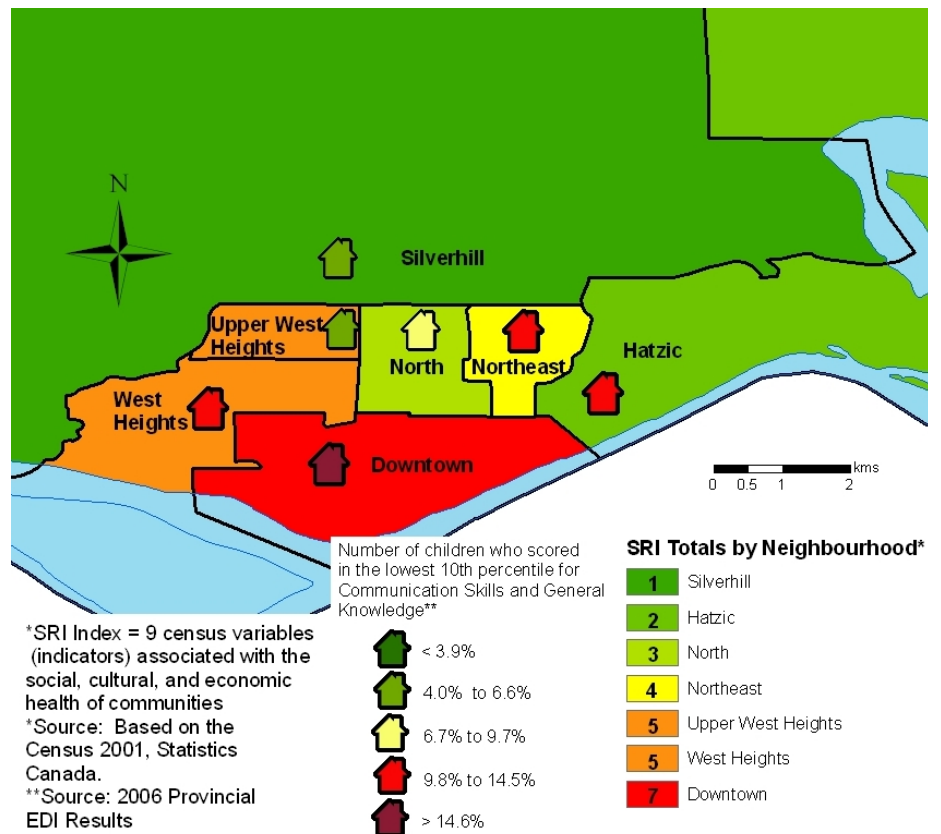 N
Silverhill
Upper West
Heights
North
Northeast
Hatzic
West
Heights
Downtown
kms
0 0.5 1 2
Number of children who scored
in the lowest 10th percentile for
Communication Skills and General
Knowledge**
< 3.9%
4.0% to 6.6%
6.7% to 9.7%
9.8% to 14.5%
> 14.6%
SRI Totals by Neighbourhood*
1 Silverhill
2 Hatzic
3 North
4 Northeast
5 Upper West Heights
5 West Heights
7 Downtown
*SRI Index = 9 census variables
(indicators) associated with the
social, cultural, and economic
health of communities
*Source: Based on the
Census 2001, Statistics
Canada.
**Source: 2006 Provincial
EDI Results